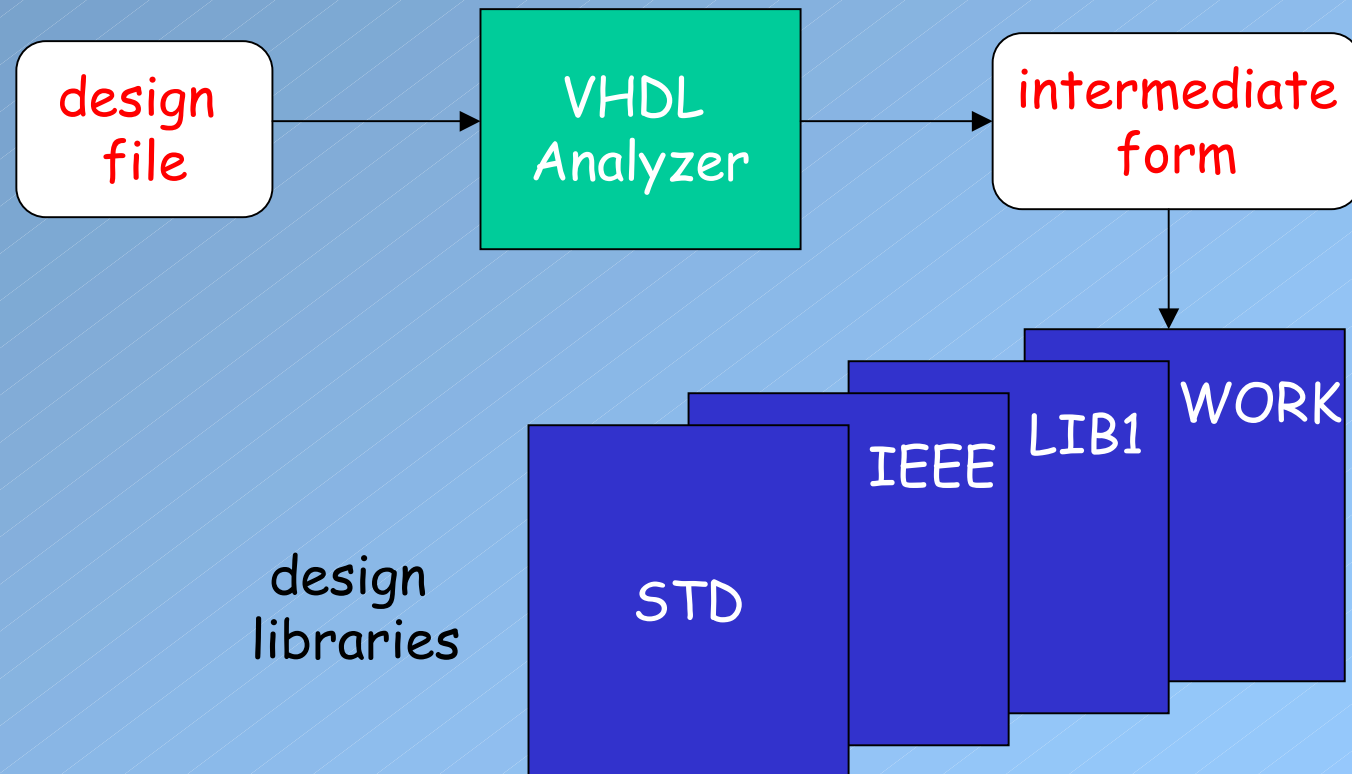 design
file
VHDL
Analyzer
intermediate
form
WORK
LIB1
IEEE
STD
design
libraries